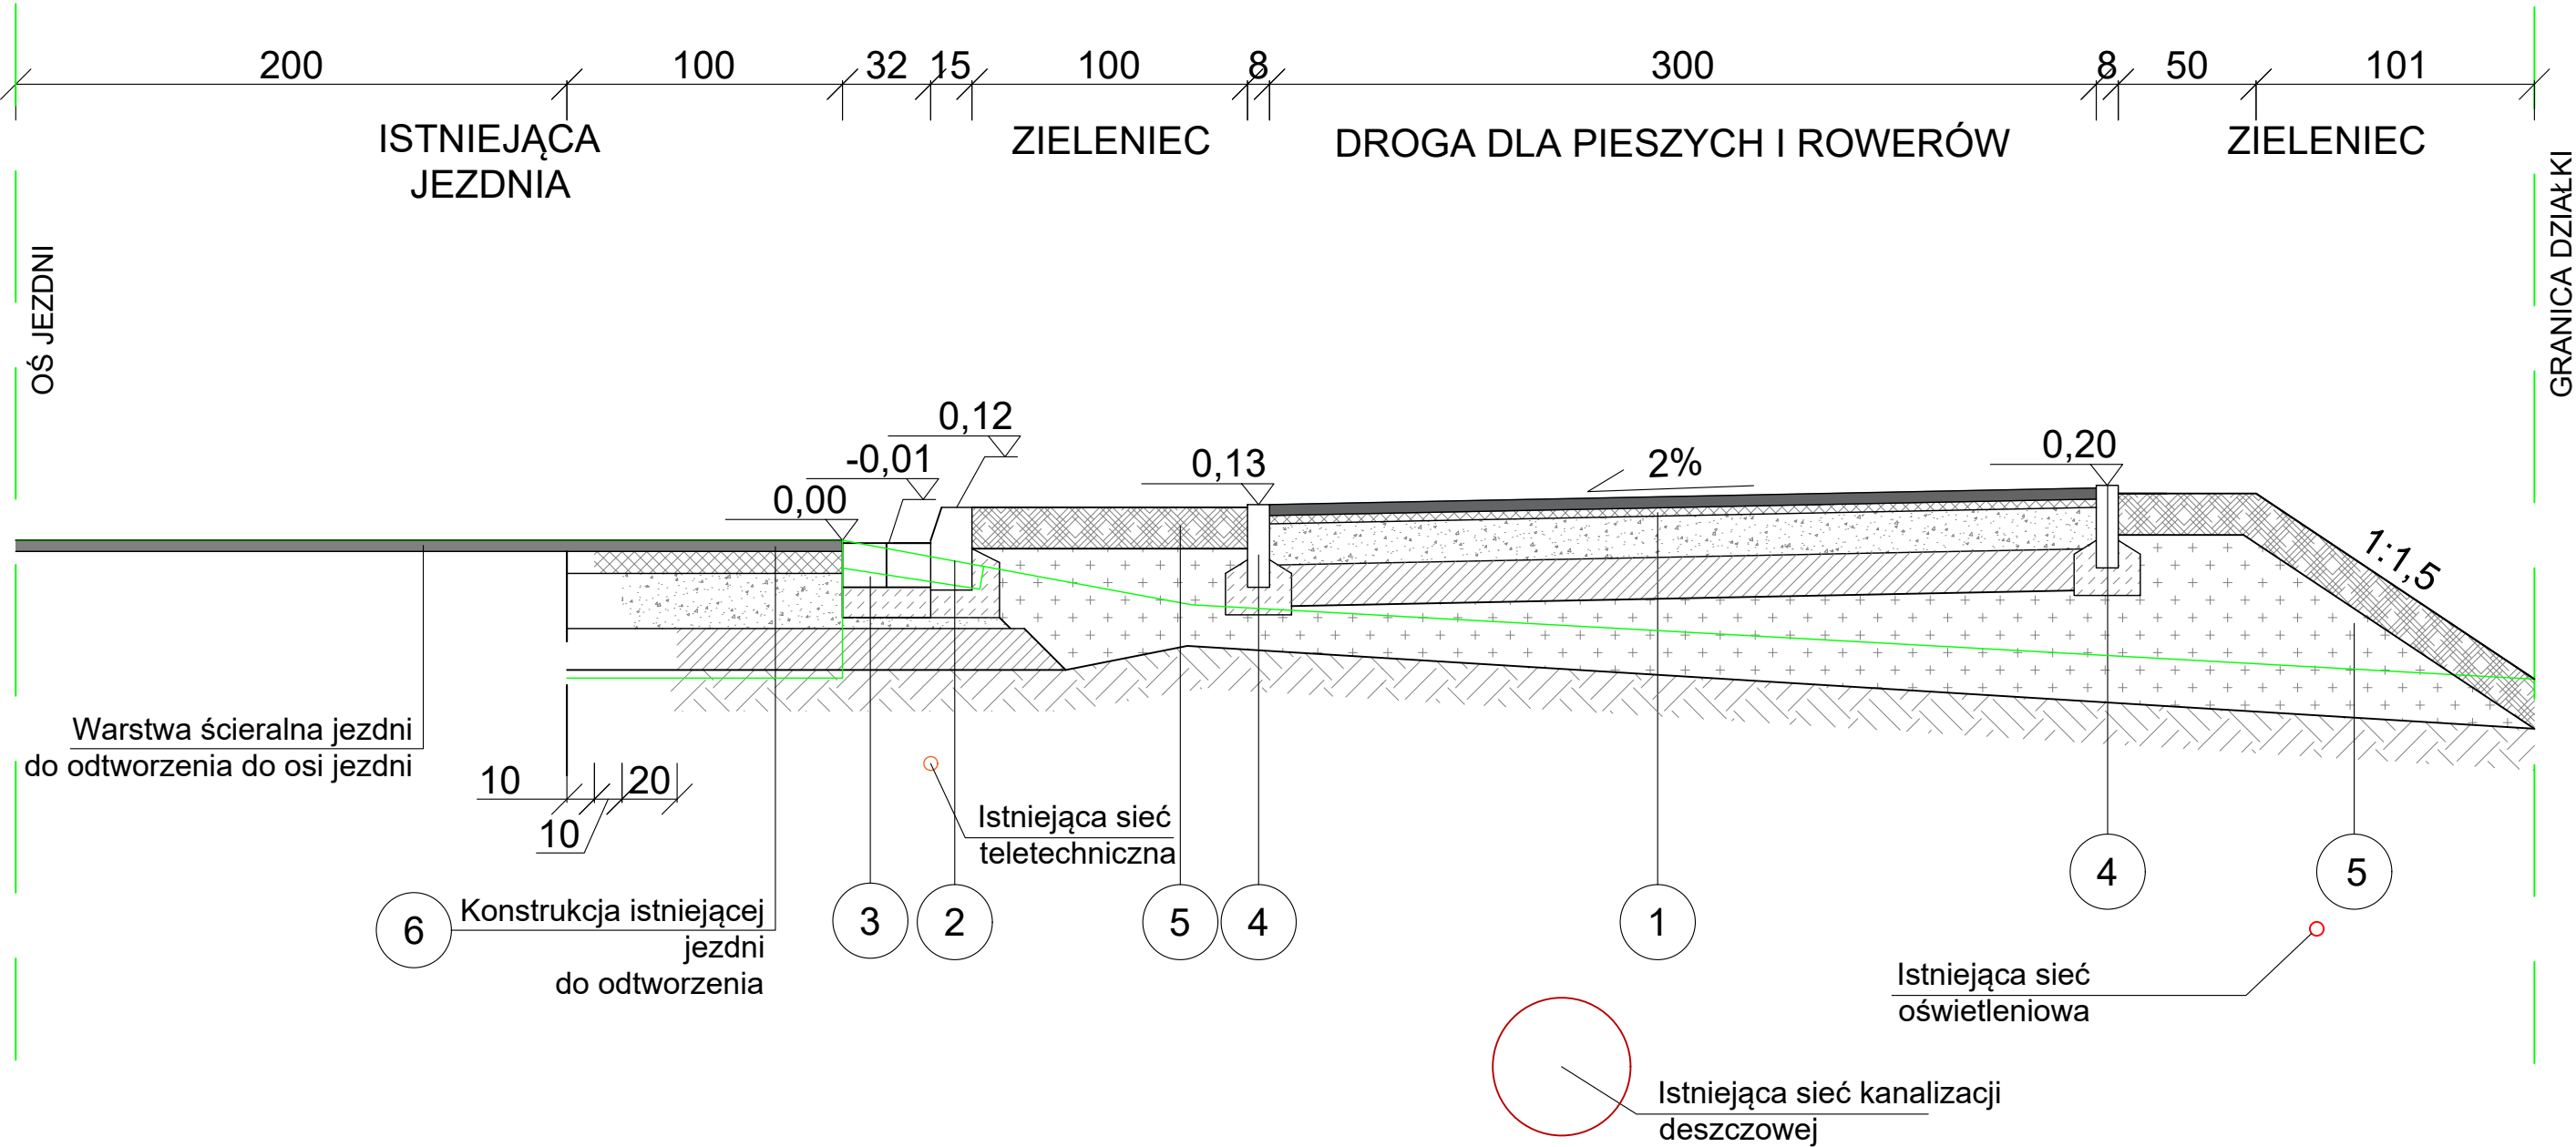 200
100
32
15
100
8
300
8
50
101
ISTNIEJĄCA
JEZDNIA
ZIELENIEC
DROGA DLA PIESZYCH I ROWERÓW
ZIELENIEC
OŚ JEZDNI
GRANICA DZIAŁKI
0,00
-0,01
0,12
0,13
2%
0,20
1:1,5
Warstwa ścieralna jezdni
do odtworzenia do osi jezdni
10
10
20
Istniejąca sieć
teletechniczna
6
Konstrukcja istniejącej
jezdni
do odtworzenia
3
2
5
4
1
4
5
Istniejąca sieć
oświetleniowa
Istniejąca sieć kanalizacji
deszczowej